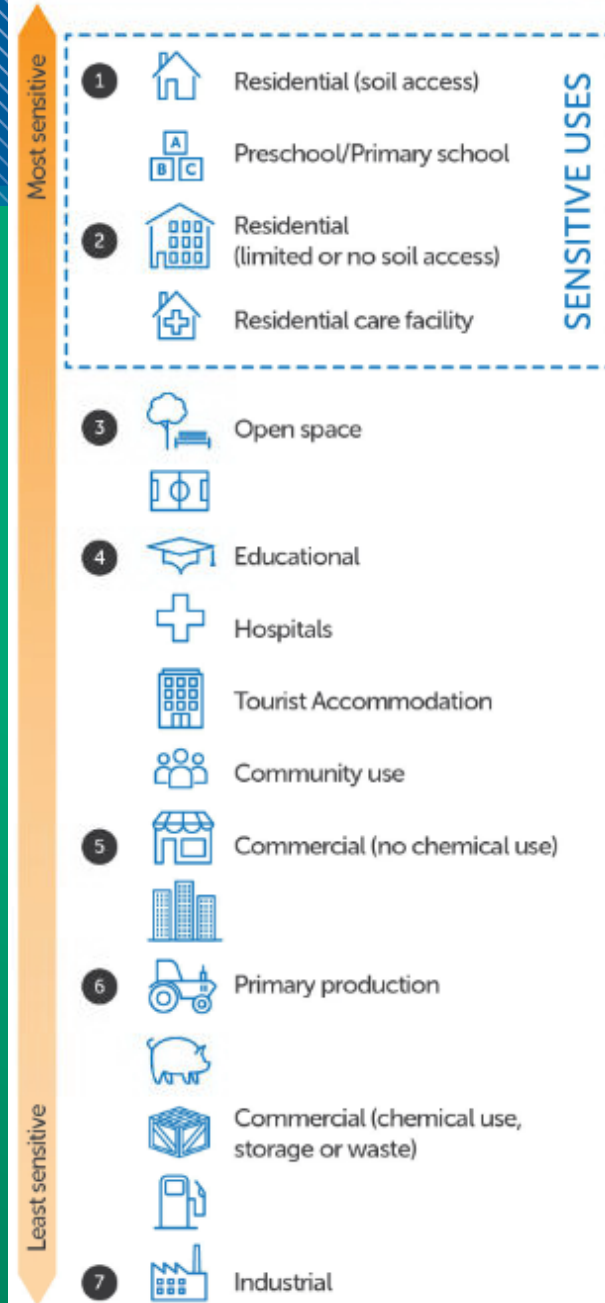 Most sensitive
SENSITIVE USES
1
Residential (soil access)
A
B C
Preschool/Primary school
2
Residential
(limited or no soil access)
Residential care facility
3
Open space
4
Educational
Hospitals
Tourist Accommodation
Community use
5
Commercial (no chemical use)
6
Primary production
Commercial (chemical use,
storage or waste)
Least sensitive
7
Industrial